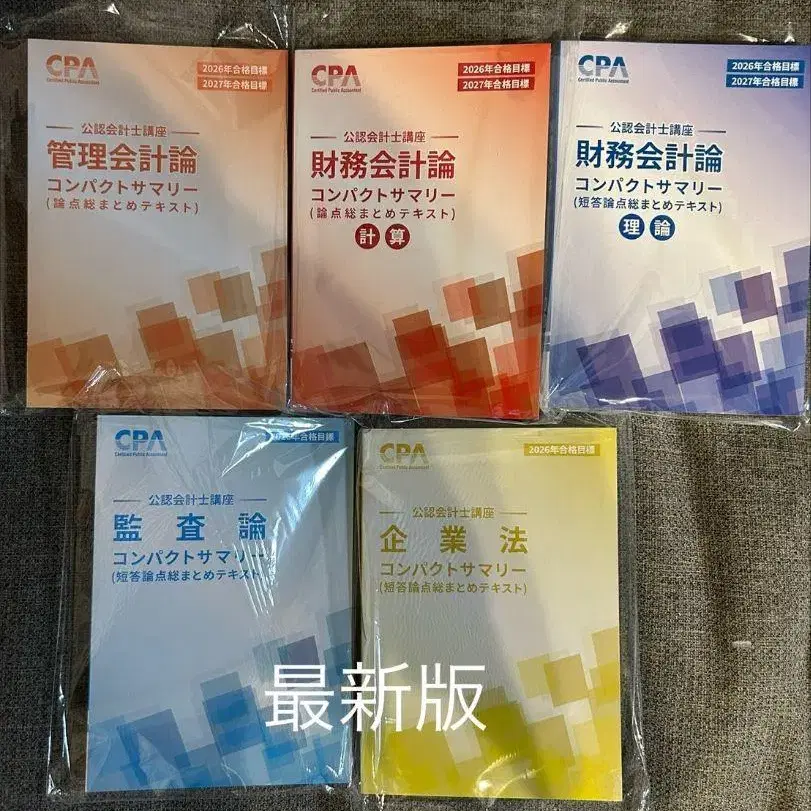 CPA
Certified Public Accountant
2026年合格目標
2027年合格目標
公認会計士講座
管理会計論
コンパクトサマリー
(論点総まとめテキスト)
CPA
Certified Public Accountant
2026年合格目標
2027年合格目標
公認会計士講座
財務会計論
コンパクトサマリー
(論点総まとめテキスト)
計算
CPA
Certified Public Accountant
2026年合格目標
2027年合格目標
公認会計士講座
財務会計論
コンパクトサマリー
(短答論点総まとめテキスト)
理論
CPA
Certified Public Accountant
2026年合格目標
公認会計士講座
監査論
コンパクトサマリー
(短答論点総まとめテキスト)
CPA
Certified Public Accountant
2026年合格目標
公認会計士講座
企業法
コンパクトサマリー
(短答論点総まとめテキスト)
最新版